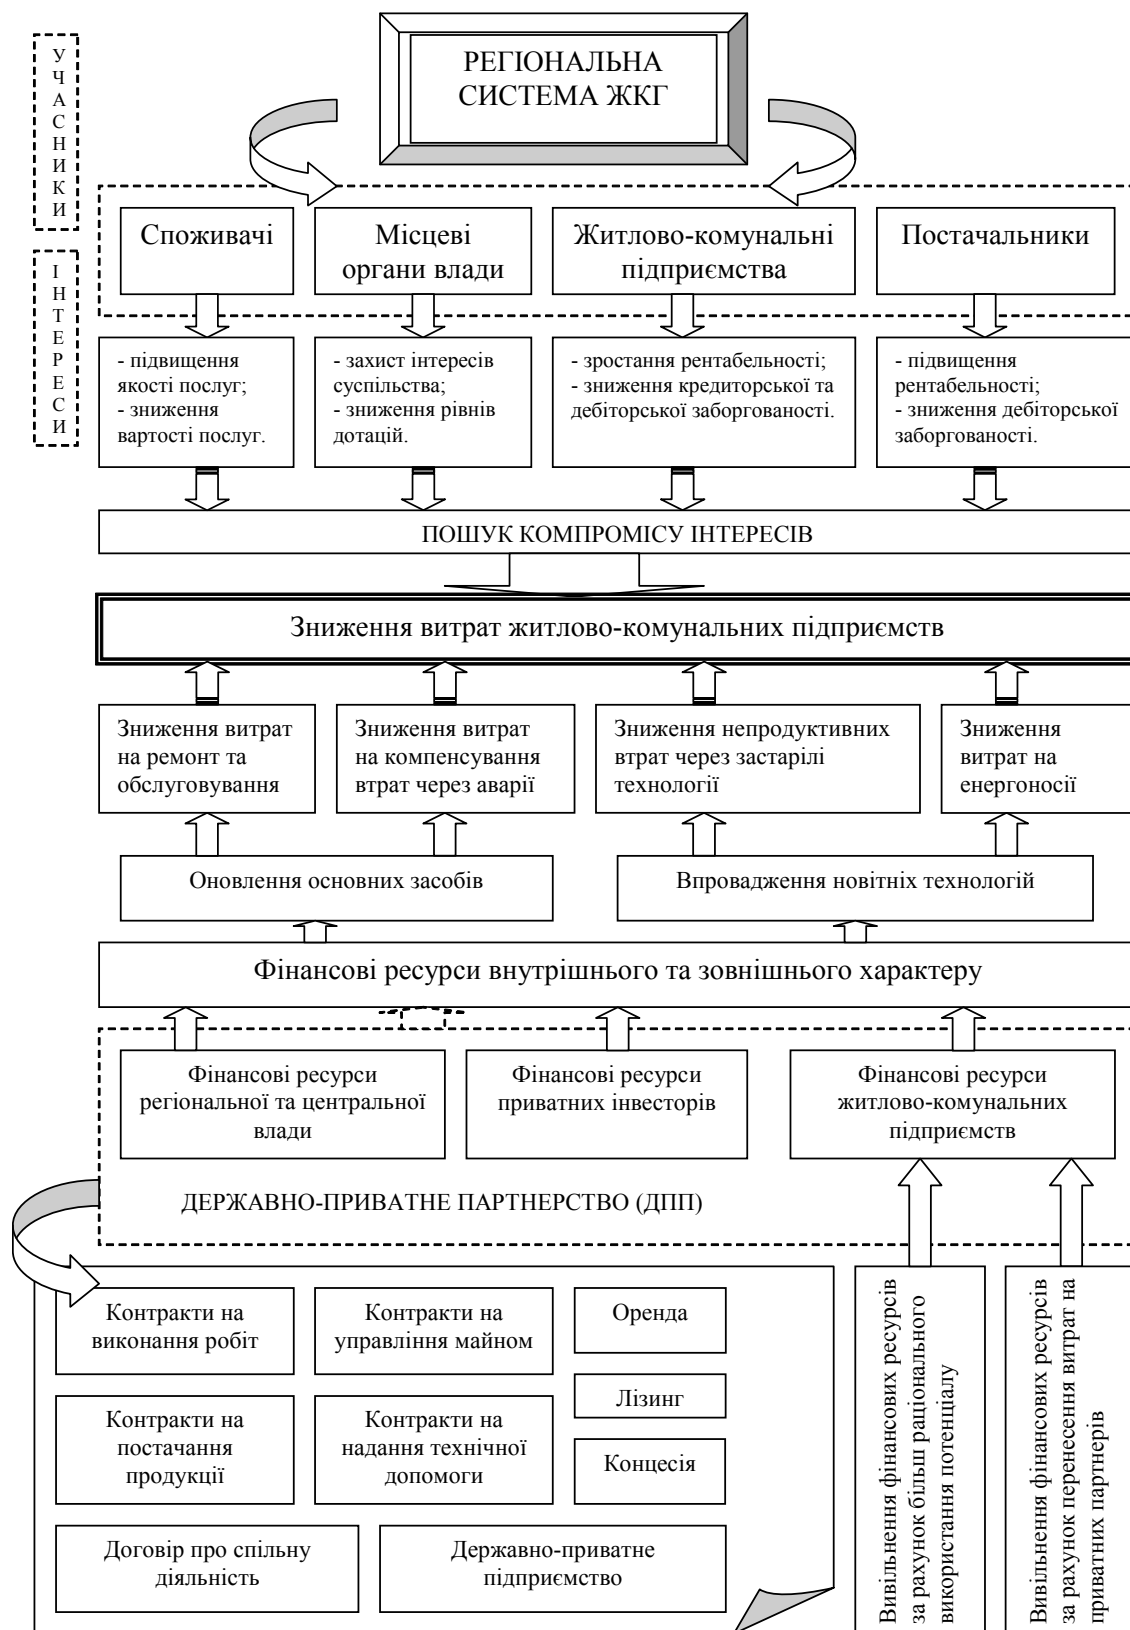 УЧАСНИКИ
РЕГІОНАЛЬНА
СИСТЕМА ЖКГ
Споживачі
Місцеві
органи влади
Житлово-комунальні
підприємства
Постачальники
ІНТЕРЕСИ
- підвищення
якості послуг;
- зниження
вартості послуг.
- захист інтересів
суспільства;
- зниження рівнів
дотацій.
- зростання рентабельності;
- зниження кредиторської та
дебіторської заборгованості.
- підвищення
рентабельності;
- зниження дебіторської
заборгованості.
ПОШУК КОМПРОМІСУ ІНТЕРЕСІВ
Зниження витрат житлово-комунальних підприємств
Зниження витрат
на ремонт та
обслуговування
Зниження витрат
на компенсування
втрат через аварії
Зниження непродуктивних
втрат через застарілі
технології
Зниження
витрат на
енергоносії
Оновлення основних засобів
Впровадження новітніх технологій
Фінансові ресурси внутрішнього та зовнішнього характеру
Фінансові ресурси
регіональної та центральної
влади
Фінансові ресурси
приватних інвесторів
Фінансові ресурси
житлово-комунальних
підприємств
ДЕРЖАВНО-ПРИВАТНЕ ПАРТНЕРСТВО (ДПП)
Контракти на
виконання робіт
Контракти на
управління майном
Оренда
Лізинг
Контракти на
постачання
продукції
Контракти на
надання технічної
допомоги
Концесія
Договір про спільну
діяльність
Державно-приватне
підприємство
Вивільнення фінансових ресурсів
за рахунок більш раціонального
використання потенціалу
Вивільнення фінансових ресурсів
за рахунок перенесення витрат на
приватних партнерів